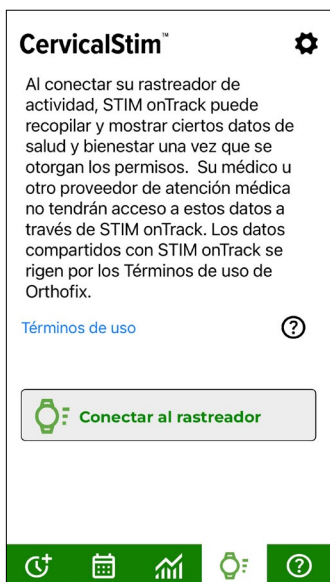 CervicalStim™
Al conectar su rastreador de
actividad, STIM onTrack puede
recopilar y mostrar ciertos datos de
salud y bienestar una vez que se
otorgan los permisos.  Su médico u
otro proveedor de atención médica
no tendrán acceso a estos datos a
través de STIM onTrack. Los datos
compartidos con STIM onTrack se
rigen por los Términos de uso de
Orthofix.
Términos de uso
Conectar al rastreador